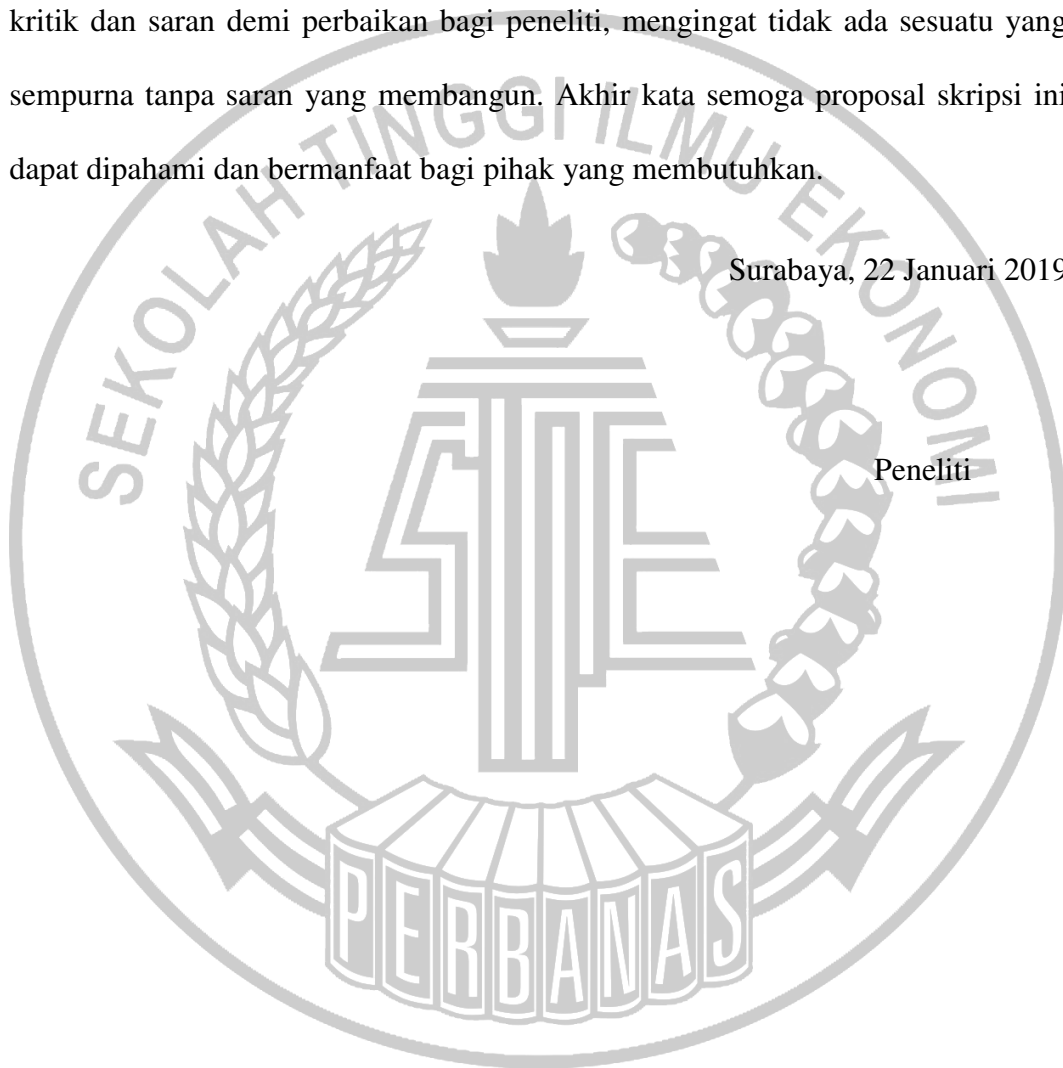 kritik dan saran demi perbaikan bagi peneliti, mengingat tidak ada sesuatu yang
sempurna tanpa saran yang membangun. Akhir kata semoga proposal skripsi ini
dapat dipahami dan bermanfaat bagi pihak yang membutuhkan.
SEKOLAH TINGGI ILMU EKONOMI
Surabaya, 22 Januari 2019
Peneliti
STIE
PERBANAS